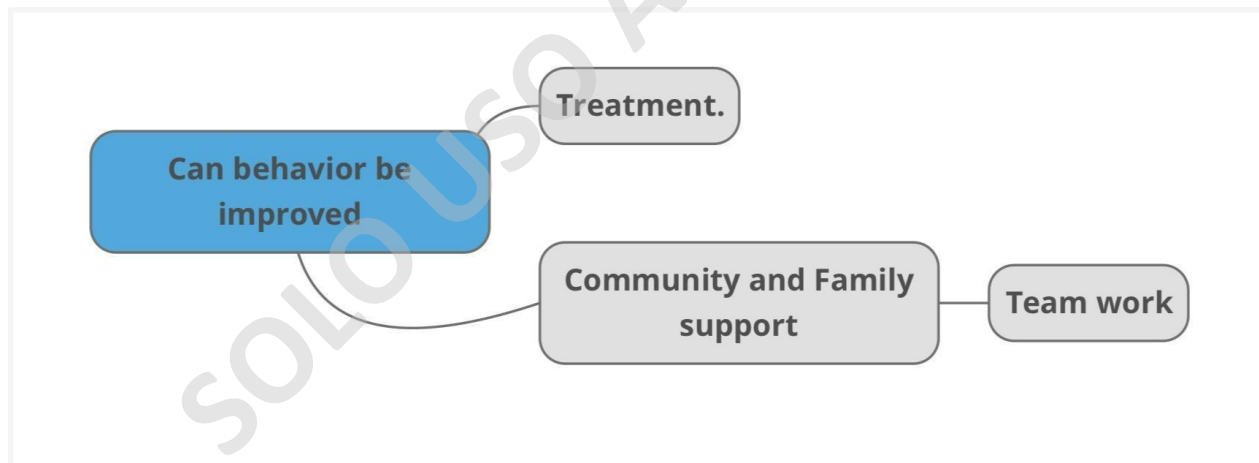 Treatment.
Can behavior be
improved
Community and Family
support
Team work
SOLO USO A